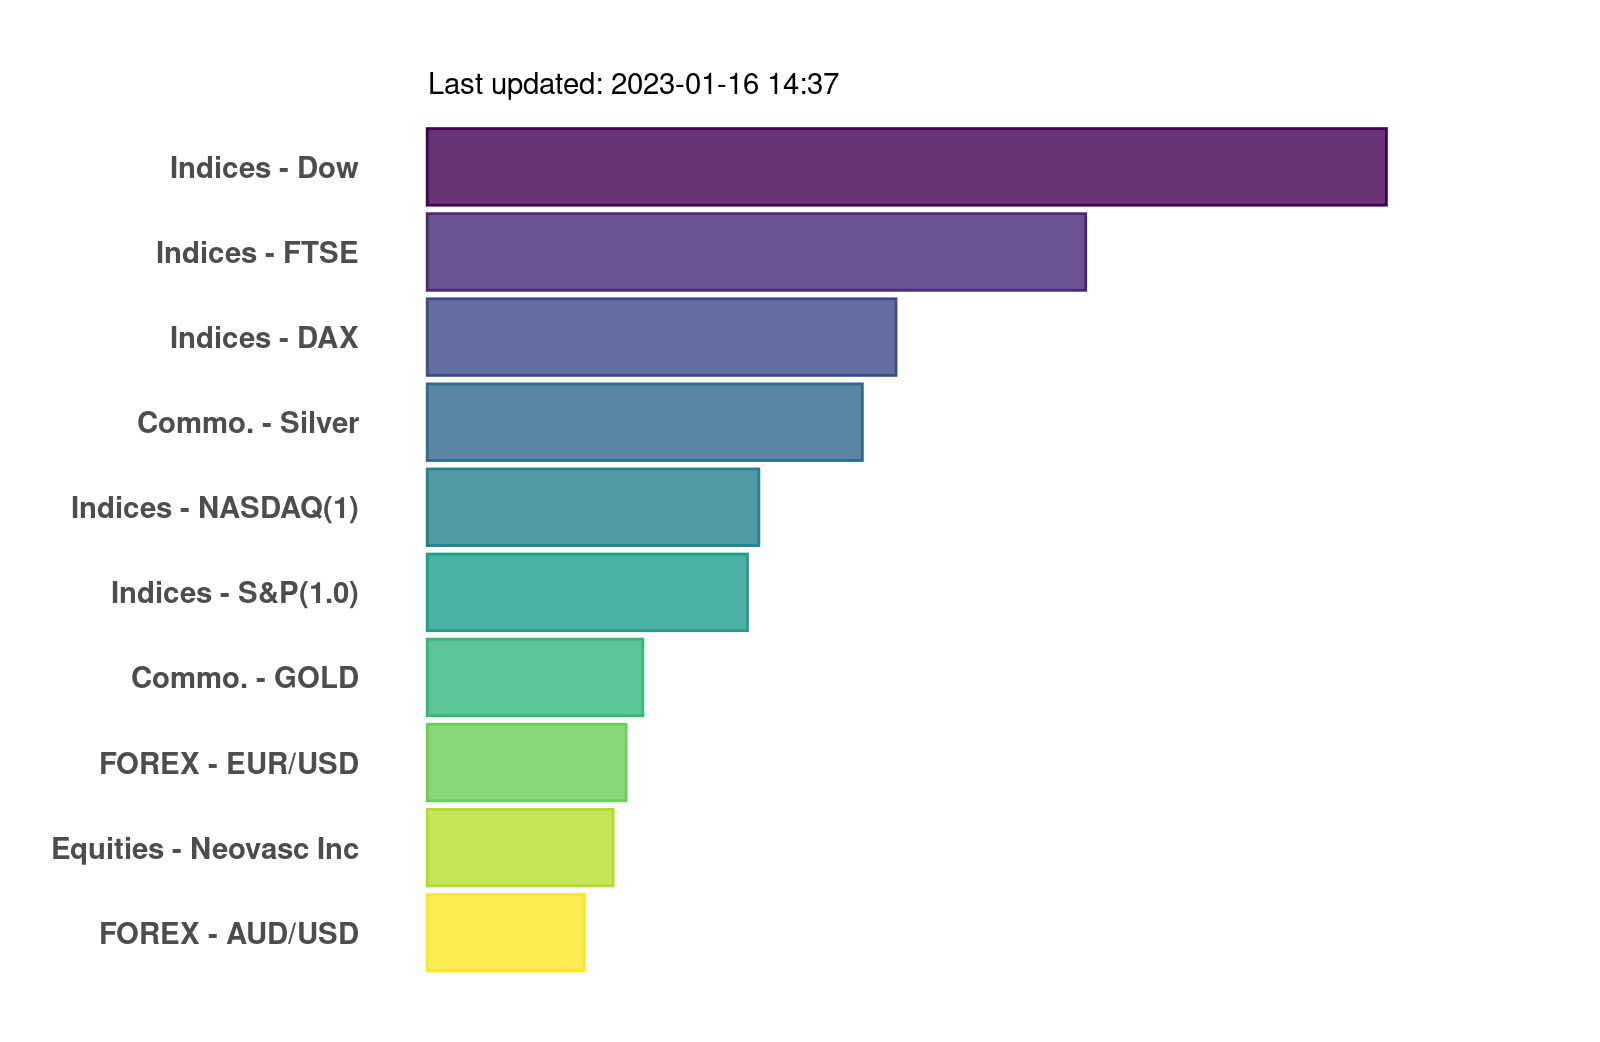 Last updated: 2023-01-16 14:37
Indices - Dow
Indices - FTSE
Indices - DAX
Commo. - Silver
Indices - NASDAQ(1)
Indices - S&P(1.0)
Commo. - GOLD
FOREX - EUR/USD
Equities - Neovasc Inc
FOREX - AUD/USD